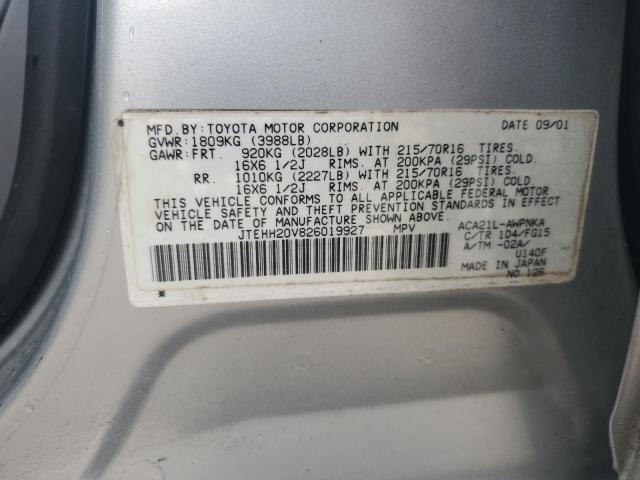 MFD. BY: TOYOTA MOTOR CORPORATION DATE 09/01
GVWR: 1809KG (3988LB)
GAWR: FRT. 920KG (2028LB) WITH 215/70R16 TIRES.
16X6 1/2J RIMS. AT 200KPA (29PSI) COLD.
RR. 1010KG (2227LB) WITH 215/70R16 TIRES.
16X6 1/2J RIMS. AT 200KPA (29PSI) COLD.
THIS VEHICLE CONFORMS TO ALL APPLICABLE FEDERAL MOTOR
VEHICLE SAFETY AND THEFT PREVENTION STANDARDS IN EFFECT
ON THE DATE OF MANUFACTURE SHOWN ABOVE.
JTEHH20V826019927 MPV ACA21L-AWPNKA
C/TR 1D4/FG15
A/TM -02A/
U140F
MADE IN JAPAN
NO.126